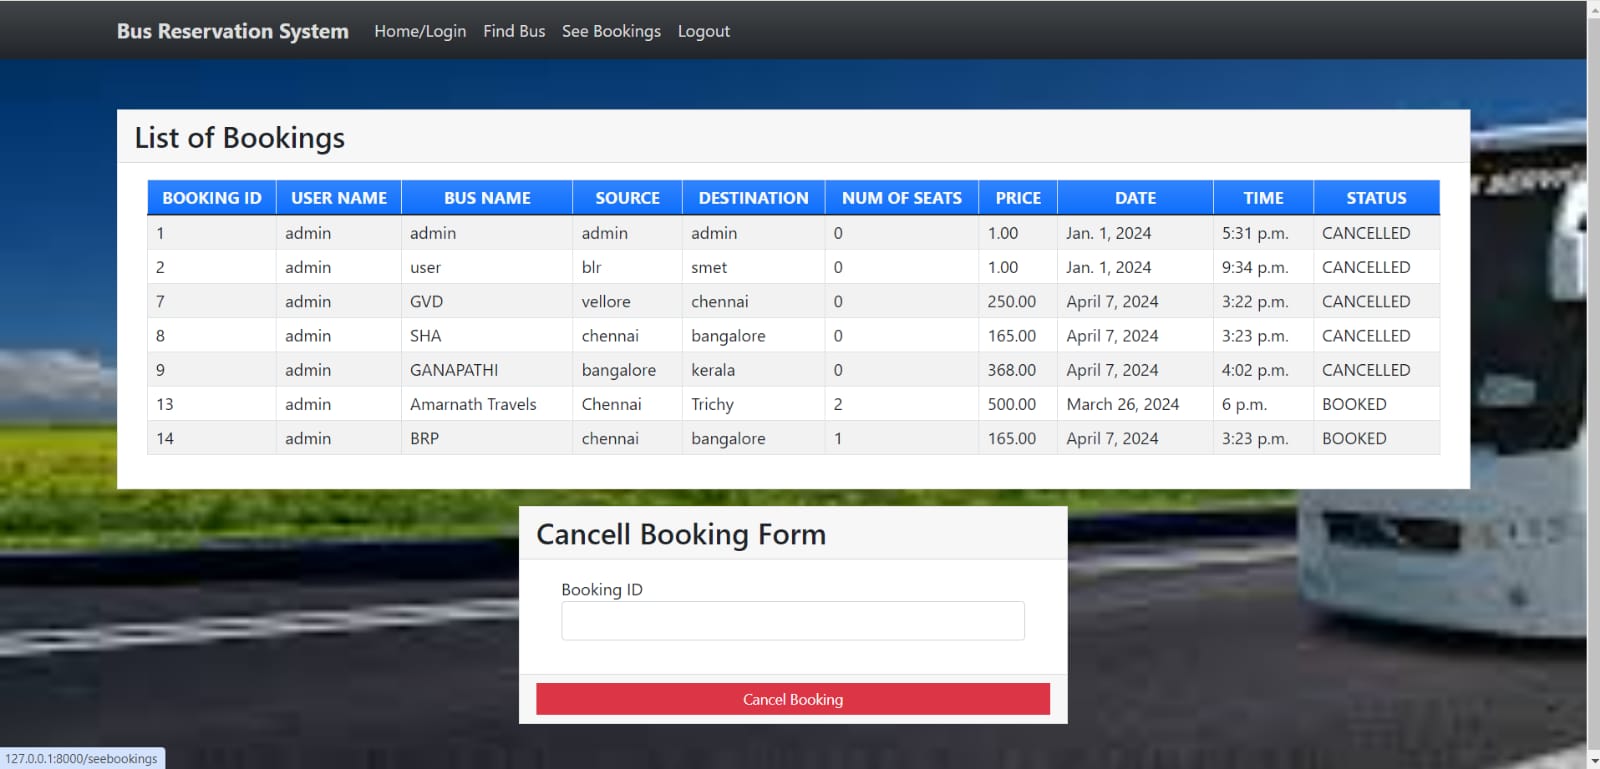 Bus Reservation System Home/Login Find Bus See Bookings Logout
List of Bookings
BOOKING ID USER NAME BUS NAME SOURCE DESTINATION NUM OF SEATS PRICE DATE TIME STATUS
1 admin admin admin admin 0 1.00 Jan. 1, 2024 5:31 p.m. CANCELLED
2 admin user blr smet 0 1.00 Jan. 1, 2024 9:34 p.m. CANCELLED
7 admin GVD vellore chennai 0 250.00 April 7, 2024 3:22 p.m. CANCELLED
8 admin SHA chennai bangalore 0 165.00 April 7, 2024 3:23 p.m. CANCELLED
9 admin GANAPATHI bangalore kerala 0 368.00 April 7, 2024 4:02 p.m. CANCELLED
13 admin Amarnath Travels Chennai Trichy 2 500.00 March 26, 2024 6 p.m. BOOKED
14 admin BRP chennai bangalore 1 165.00 April 7, 2024 3:23 p.m. BOOKED
Cancell Booking Form
Booking ID
Cancel Booking
127.0.0.1:8000/seebookings